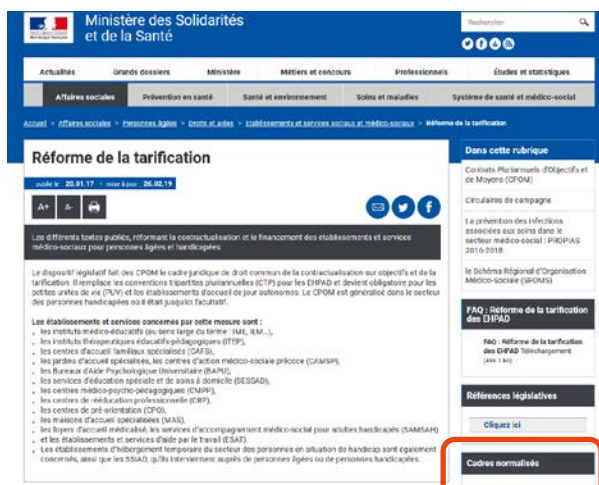 Ministère des Solidarités
et de la Santé
Rechercher
Actualités Grands dossiers Ministère Métiers et concours Professionnels Études et statistiques
Affaires sociales Prévention en santé Santé et environnement Soins et maladies Système de santé et médico-social
Accueil > Affaires sociales > Personnes âgées > Droits et aides > Etablissements et services sociaux et médico-sociaux > Réforme de la tarification
Réforme de la tarification
publié le : 20.01.17 - mise à jour : 26.02.19
A+ A-
Les différents textes publiés, réformant la contractualisation et le financement des établissements et services
médico-sociaux pour personnes âgées et handicapées
Le dispositif législatif fait des CPOM le cadre juridique de droit commun de la contractualisation sur objectifs et de la
tarification. Il remplace les conventions tripartites pluriannuelles (CTP) pour les EHPAD et devient obligatoire pour les
petites unités de vie (PUV) et les établissements d'accueil de jour autonomes. Le CPOM est généralisé dans le secteur
des personnes handicapées où il était jusqu'ici facultatif.
Les établissements et services concernés par cette mesure sont :
les instituts médico-éducatifs (au sens large du terme : IME, IEM...),
les instituts thérapeutiques éducatifs-pédagogiques (ITEP),
les centres d'accueil familiaux spécialisés (CAFS),
les jardins d'accueil spécialisés, les centres d'action médico-sociale précoce (CAMSP),
les Bureaux d'Aide Psychologique Universitaire (BAPU),
les services d'éducation spéciale et de soins à domicile (SESSAD),
les centres médico-psycho-pédagogiques (CMPP),
les centres de rééducation professionnelle (CRP),
les centres de pré-orientation (CPO),
les maisons d'accueil spécialisées (MAS),
les foyers d'accueil médicalisé, les services d'accompagnement médico-social pour adultes handicapés (SAMSAH)
et les établissements et services d'aide par le travail (ESAT).
Les établissements d'hébergement temporaire du secteur des personnes en situation de handicap sont également
concernés, ainsi que les SSIAD, qu'ils interviennent auprès de personnes âgées ou de personnes handicapées.
Dans cette rubrique
Contrats Pluriannuels d'Objectifs et
de Moyens (CPOM)
Circulaires de campagne
La prévention des infections
associées aux soins dans le
secteur médico-social : PROPIAS
2016-2018
le Schéma Régional d'Organisation
Médico-Sociale (SROMS)
FAQ : Réforme de la tarification
des EHPAD
FAQ : Réforme de la tarification
des EHPAD Téléchargement
Références législatives
Cliquez ici
Cadres normalisés